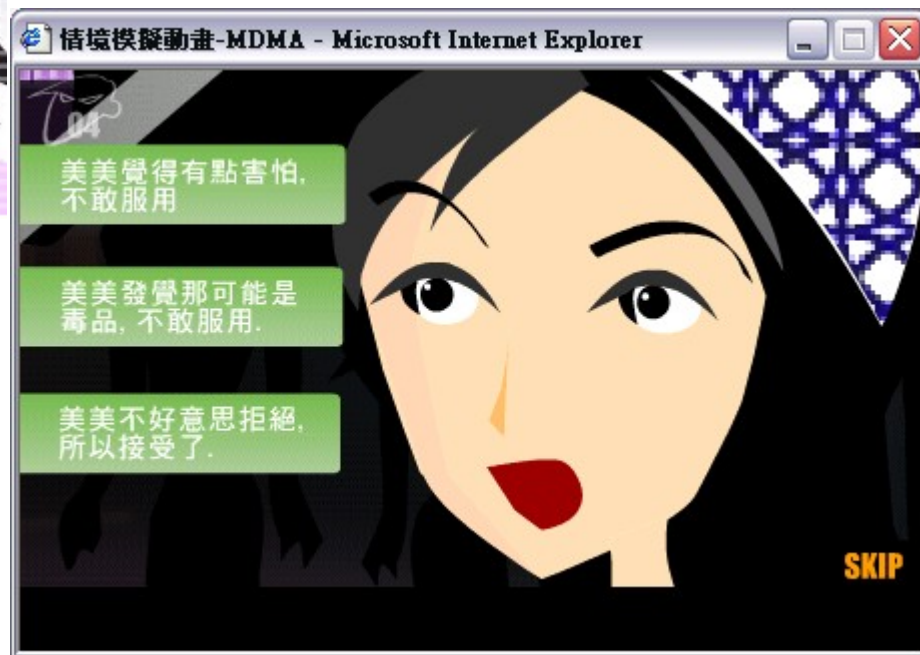 情境模擬動畫-MDMA - Microsoft Internet Explorer
04
美美覺得有點害怕,
不敢服用
美美發覺那可能是
毒品, 不敢服用.
美美不好意思拒絕,
所以接受了.
SKIP